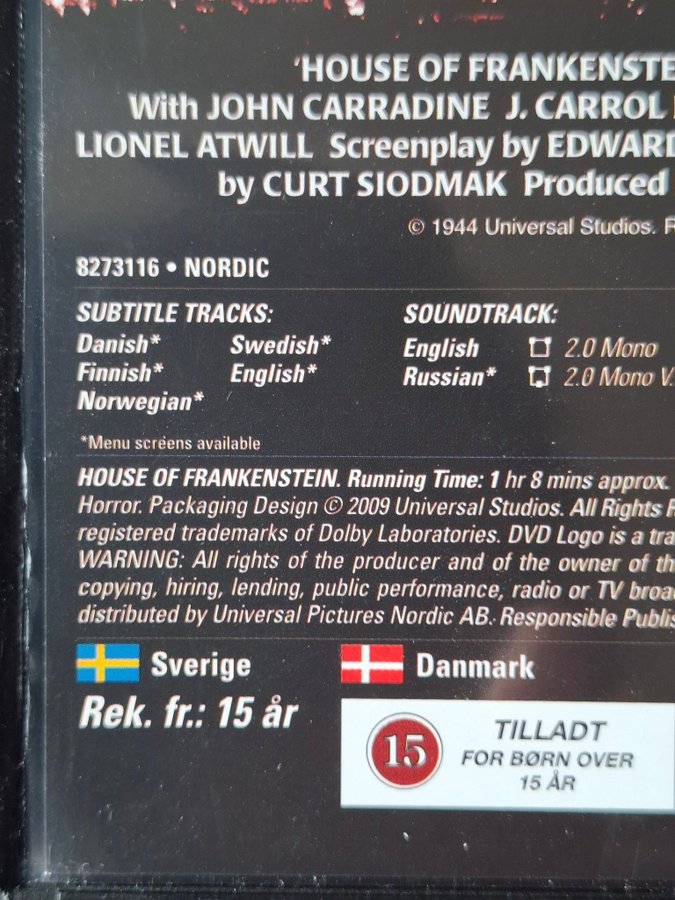 'HOUSE OF FRANKENSTE
With JOHN CARRADINE J. CARROL
LIONEL ATWILL Screenplay by EDWARD
by CURT SIODMAK Produced
© 1944 Universal Studios. R
8273116 • NORDIC
SUBTITLE TRACKS: SOUNDTRACK:
Danish* Swedish* English 2.0 Mono
Finnish* English* Russian* 2.0 Mono V.
Norwegian*
*Menu screens available
HOUSE OF FRANKENSTEIN. Running Time: 1 hr 8 mins approx.
Horror. Packaging Design © 2009 Universal Studios. All Rights R
registered trademarks of Dolby Laboratories. DVD Logo is a tra
WARNING: All rights of the producer and of the owner of th
copying, hiring, lending, public performance, radio or TV broa
distributed by Universal Pictures Nordic AB. Responsible Publis
Sverige Danmark
Rek. fr.: 15 år
15 TILLADT
FOR BØRN OVER
15 ÅR